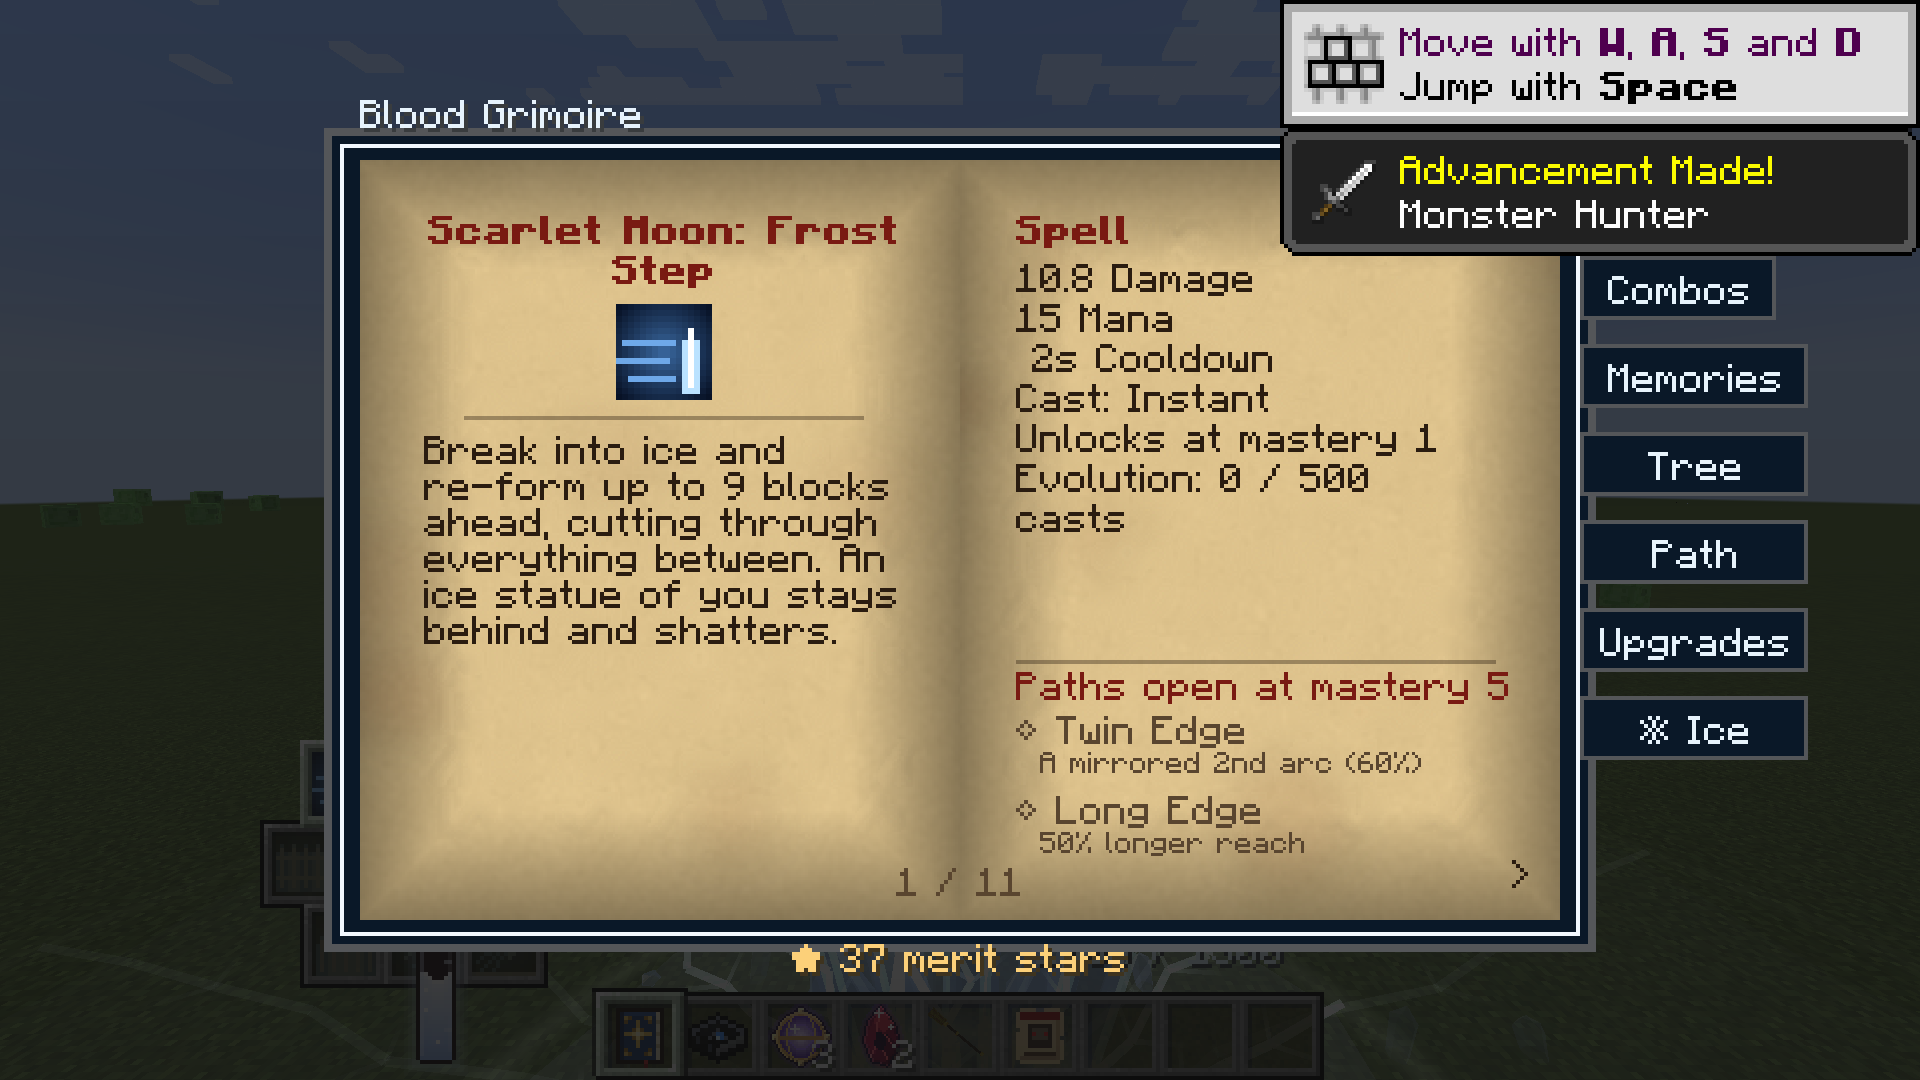 Move with W, A, S and D
Jump with Space
Advancement Made!
Monster Hunter
Blood Grimoire
Scarlet Moon: Frost
Step
Break into ice and
re-form up to 9 blocks
ahead, cutting through
everything between. An
ice statue of you stays
behind and shatters.
Spell
10.8 Damage
15 Mana
2s Cooldown
Cast: Instant
Unlocks at mastery 1
Evolution: 0 / 500
casts
Paths open at mastery 5
◇ Twin Edge
A mirrored 2nd arc (60%)
◇ Long Edge
50% longer reach
1 / 11
>
Combos
Memories
Tree
Path
Upgrades
※ Ice
★ 37 merit stars
3
2